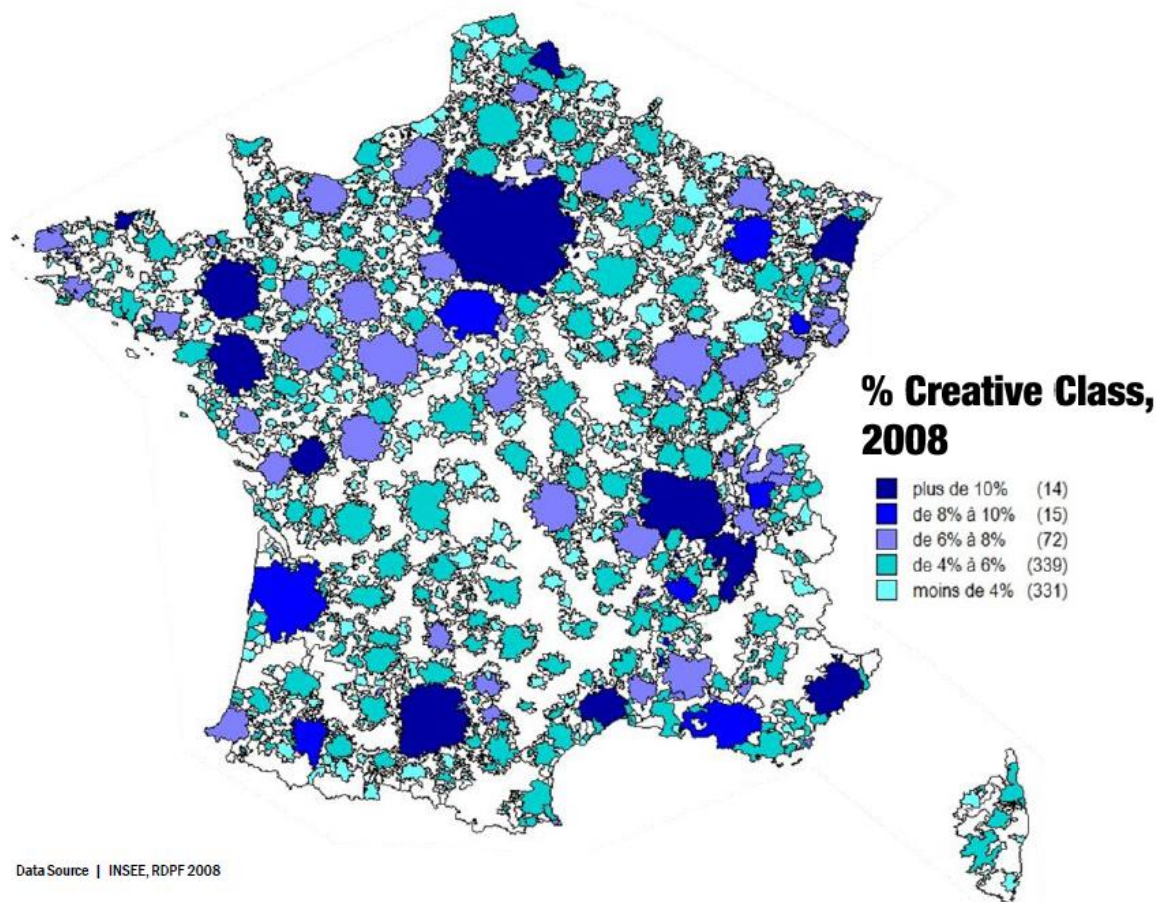 % Creative Class,
2008
plus de 10% (14)
de 8% à 10% (15)
de 6% à 8% (72)
de 4% à 6% (339)
moins de 4% (331)
Data Source | INSEE, RDPF 2008